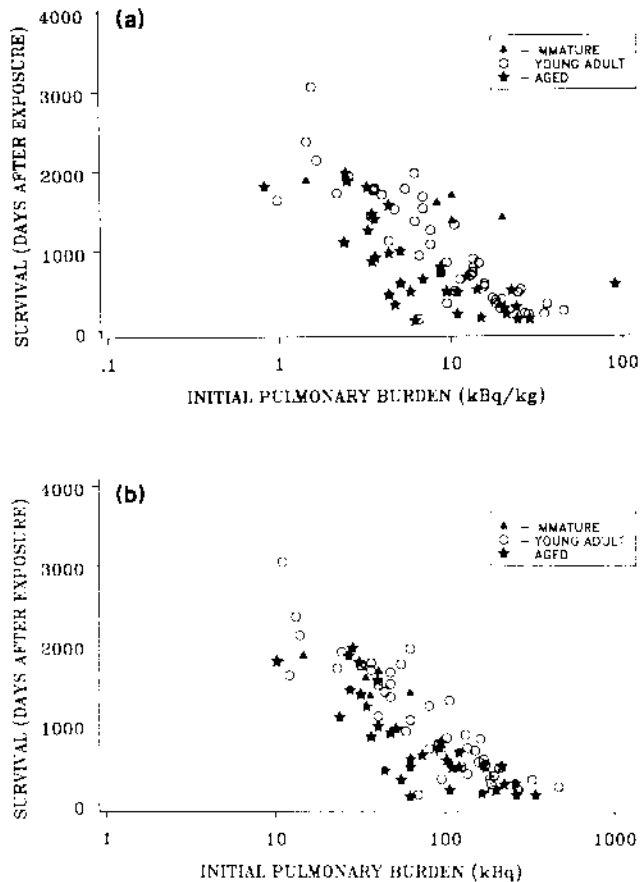 (a)
4000
3000
2000
1000
0
SURVIVAL (DAYS AFTER EXPOSURE)
▲ – MMATURE
○ YOUNG ADULT
★ – AGED
.1
1
10
100
INITIAL PULMONARY BURDEN (kBq/kg)
(b)
4000
3000
2000
1000
0
SURVIVAL (DAYS AFTER EXPOSURE)
▲ – MMATURE
○ – YOUNG ADULT
★ – AGED
1
10
100
1000
INITIAL PULMONARY BURDEN (kBq)